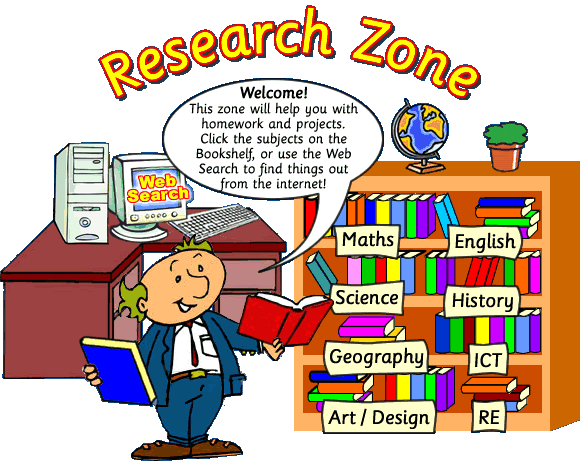 Research Zone
Welcome!
This zone will help you with
homework and projects.
Click the subjects on the
Bookshelf, or use the Web
Search to find things out
from the internet!
Web
Search
Maths
English
Science
History
Geography
ICT
Art / Design
RE